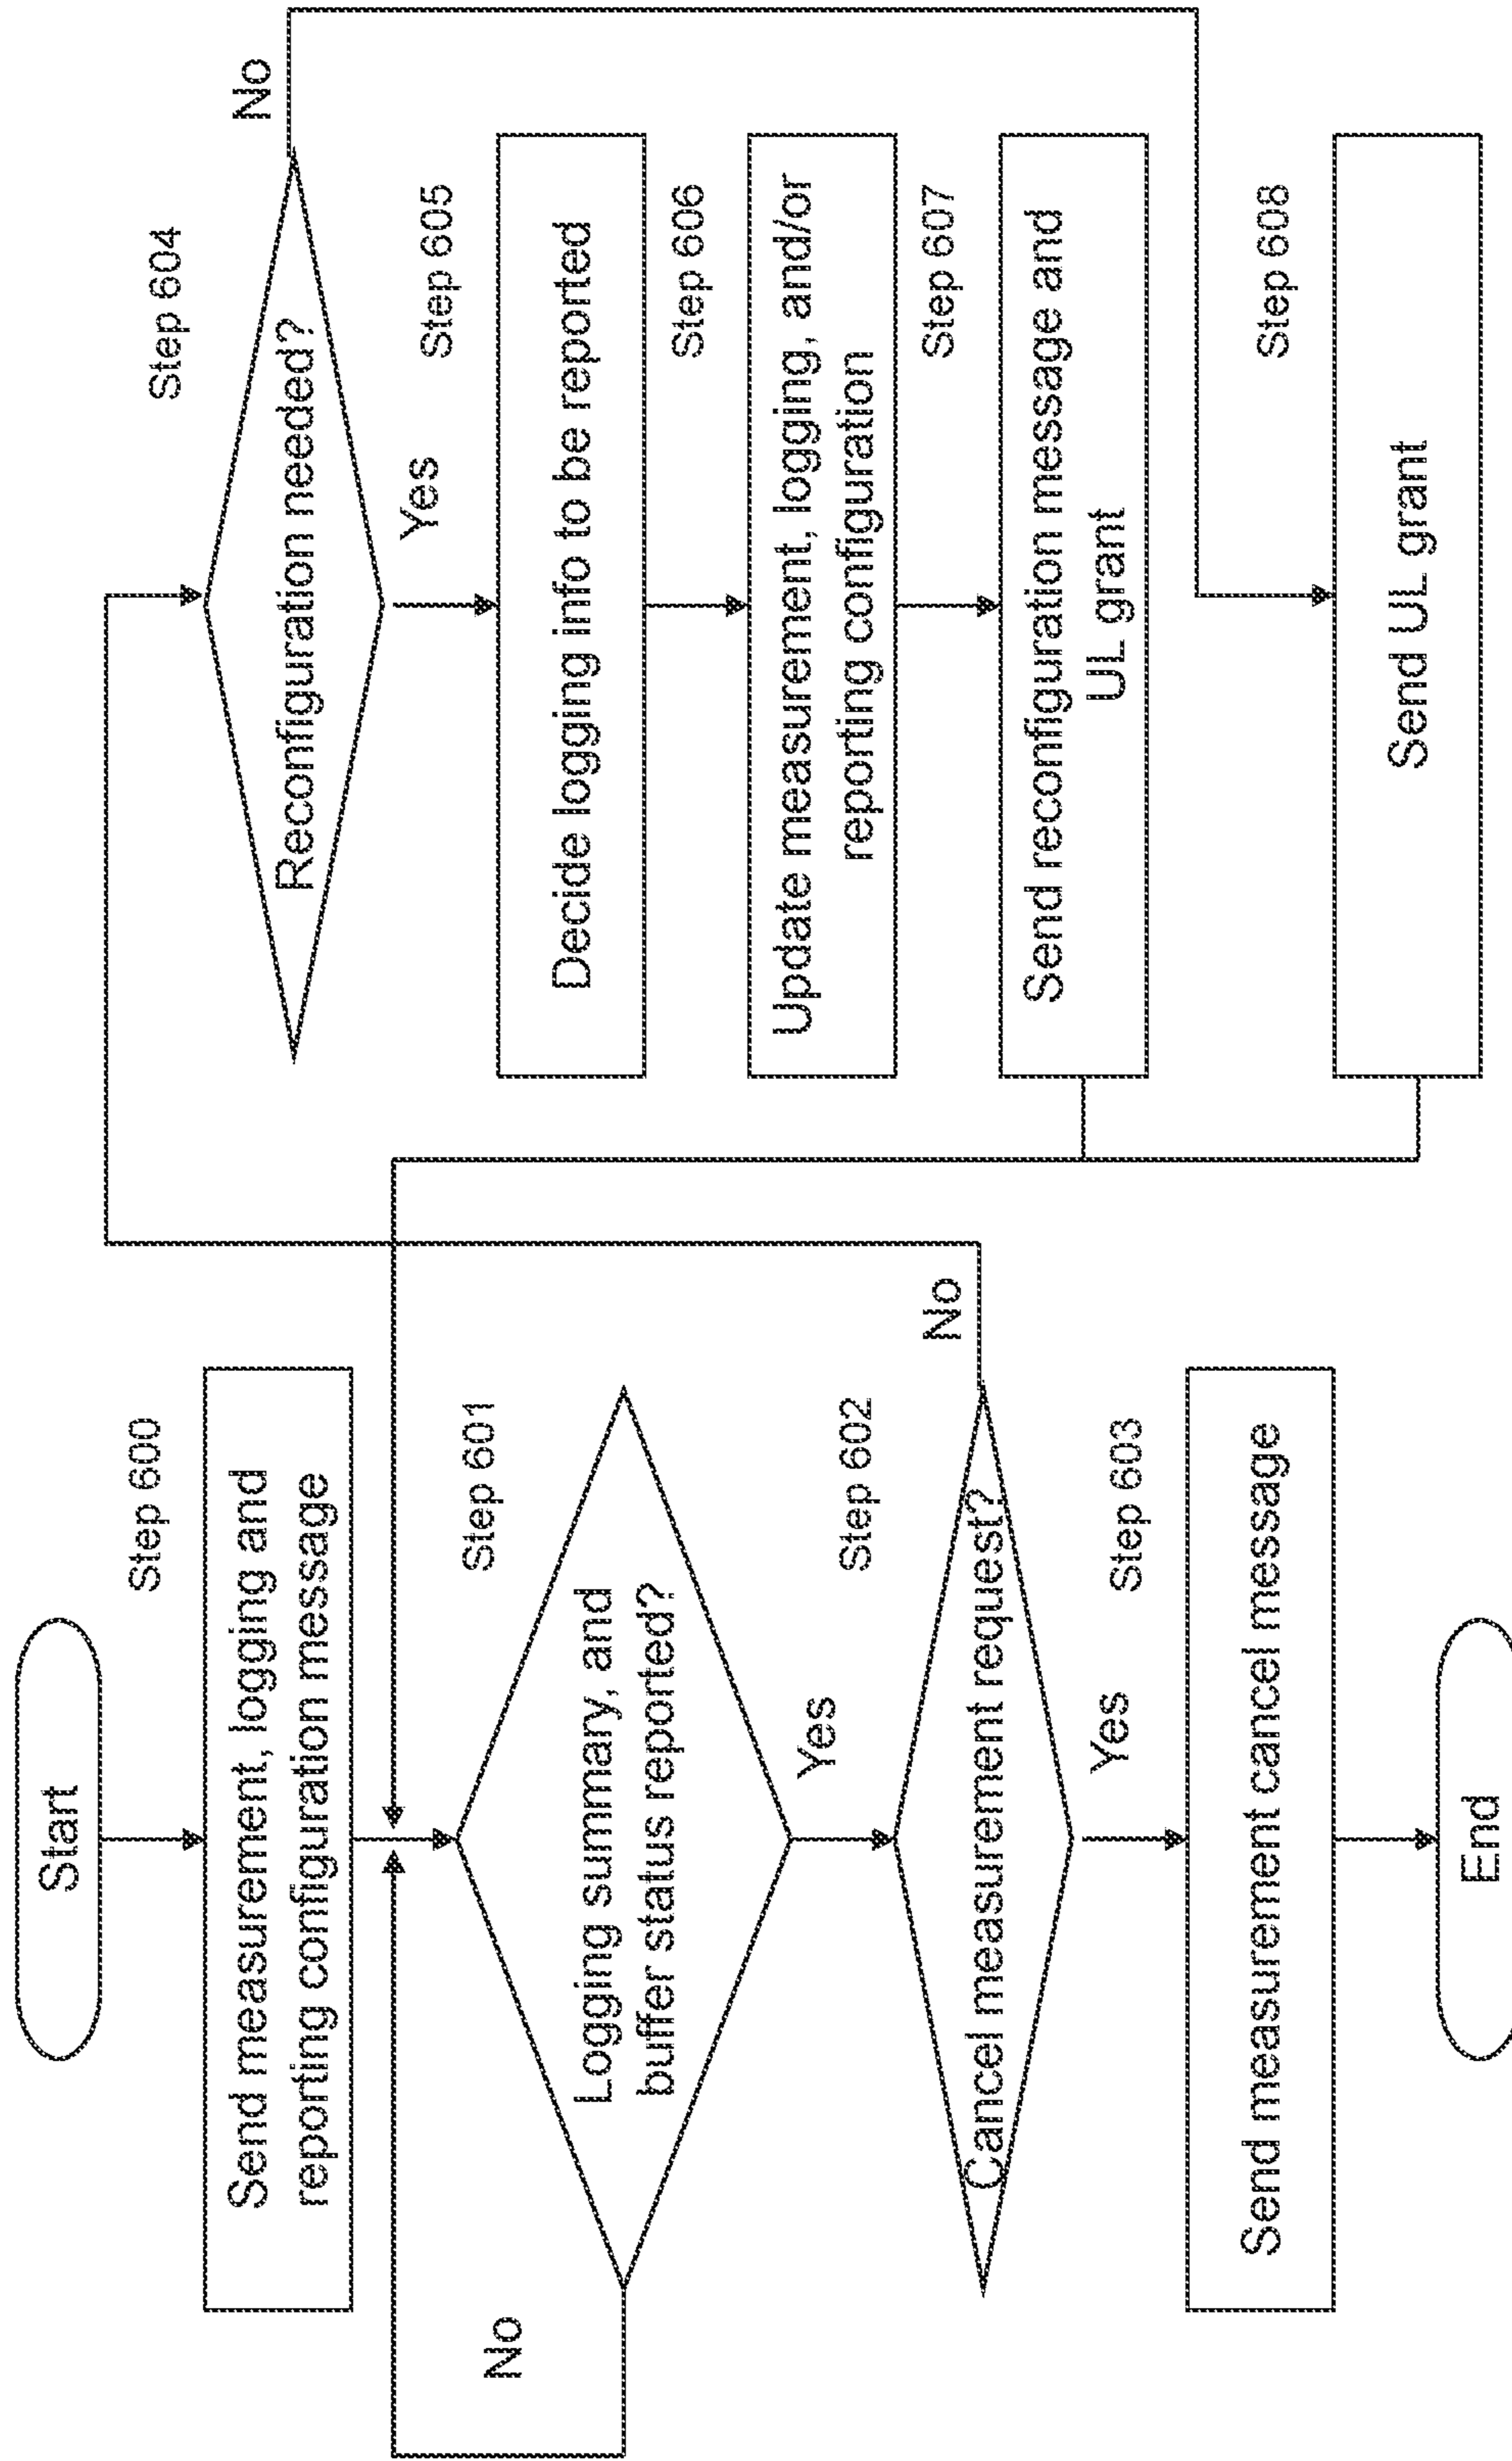 Start
Step 600
Send measurement, logging and
reporting configuration message
Step 601
Logging summary, and
buffer status reported?
No
Yes
Step 602
Cancel measurement request?
No
Yes
Step 603
Send measurement cancel message
End
Step 604
Reconfiguration needed?
No
Yes
Step 605
Decide logging info to be reported
Step 606
Update measurement, logging, and/or
reporting configuration
Step 607
Send reconfiguration message and
UL grant
Step 608
Send UL grant